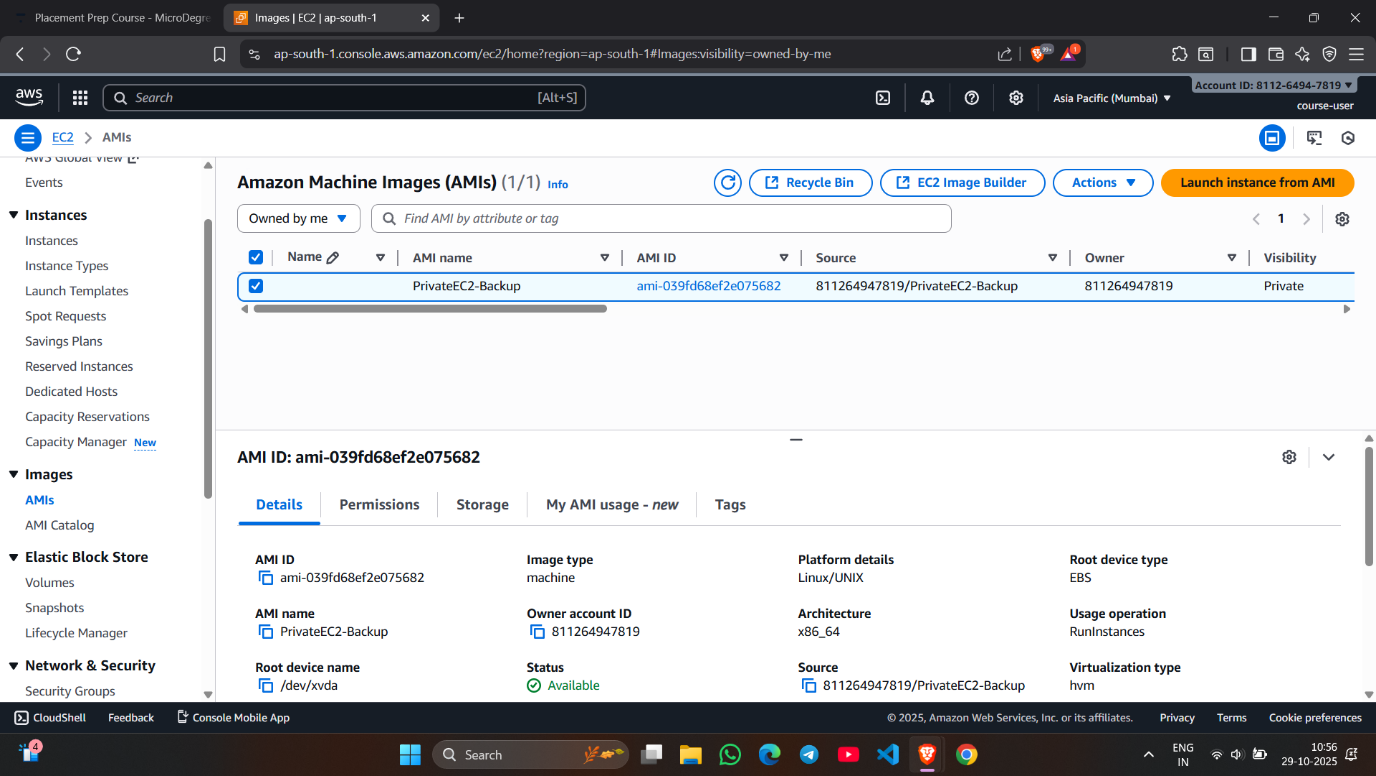 Placement Prep Course - MicroDegre
Images | EC2 | ap-south-1
ap-south-1.console.aws.amazon.com/ec2/home?region=ap-south-1#Images:visibility=owned-by-me
99+
1
aws
Search
[Alt+S]
Asia Pacific (Mumbai)
Account ID: 8112-6494-7819
course-user
EC2
AMIs
AWS Global View
Events
Instances
Instances
Instance Types
Launch Templates
Spot Requests
Savings Plans
Reserved Instances
Dedicated Hosts
Capacity Reservations
Capacity Manager New
Images
AMIs
AMI Catalog
Elastic Block Store
Volumes
Snapshots
Lifecycle Manager
Network & Security
Security Groups
Amazon Machine Images (AMIs) (1/1) Info
Recycle Bin
EC2 Image Builder
Actions
Launch instance from AMI
Owned by me
Find AMI by attribute or tag
1
Name AMI name AMI ID Source Owner Visibility
PrivateEC2-Backup ami-039fd68ef2e075682 811264947819/PrivateEC2-Backup 811264947819 Private
AMI ID: ami-039fd68ef2e075682
Details Permissions Storage My AMI usage - new Tags
AMI ID Image type Platform details Root device type
ami-039fd68ef2e075682 machine Linux/UNIX EBS
AMI name Owner account ID Architecture Usage operation
PrivateEC2-Backup 811264947819 x86_64 RunInstances
Root device name Status Source Virtualization type
/dev/xvda Available 811264947819/PrivateEC2-Backup hvm
CloudShell Feedback Console Mobile App © 2025, Amazon Web Services, Inc. or its affiliates. Privacy Terms Cookie preferences
4
Search
ENG
IN
10:56
29-10-2025